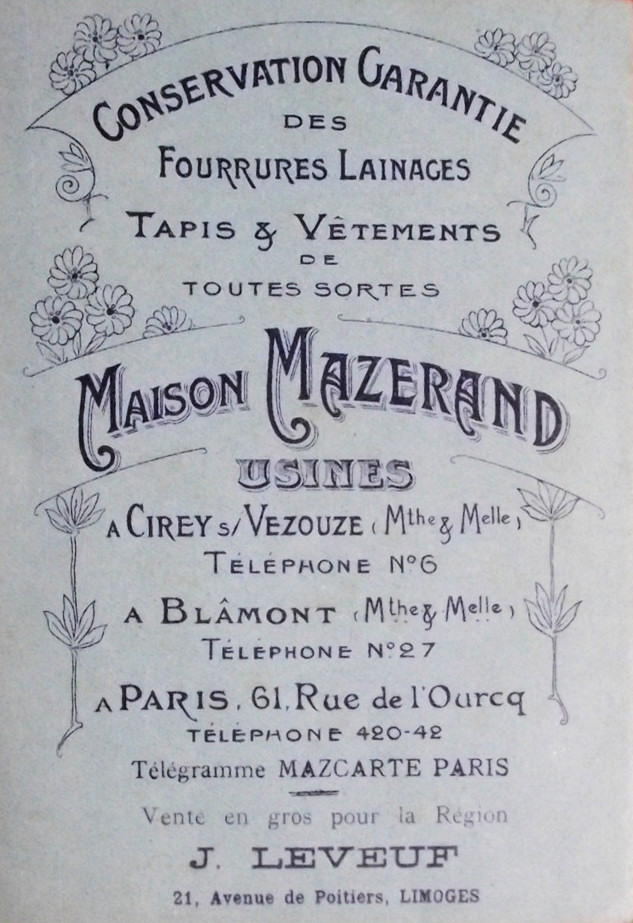 CONSERVATION GARANTIE
DES
FOURRURES LAINAGES
TAPIS & VÊTEMENTS
DE
TOUTES SORTES
MAISON MAZERAND
USINES
A CIREY s/ VEZOUZE (Mthe & Melle)
TÉLÉPHONE N° 6
A BLÂMONT (Mthe & Melle)
TÉLÉPHONE N° 27
A PARIS, 61, Rue de l'Ourcq
TÉLÉPHONE 420-42
Télégramme MAZCARTE PARIS
Vente en gros pour la Région
J. LEVEUF
21, Avenue de Poitiers, LIMOGES